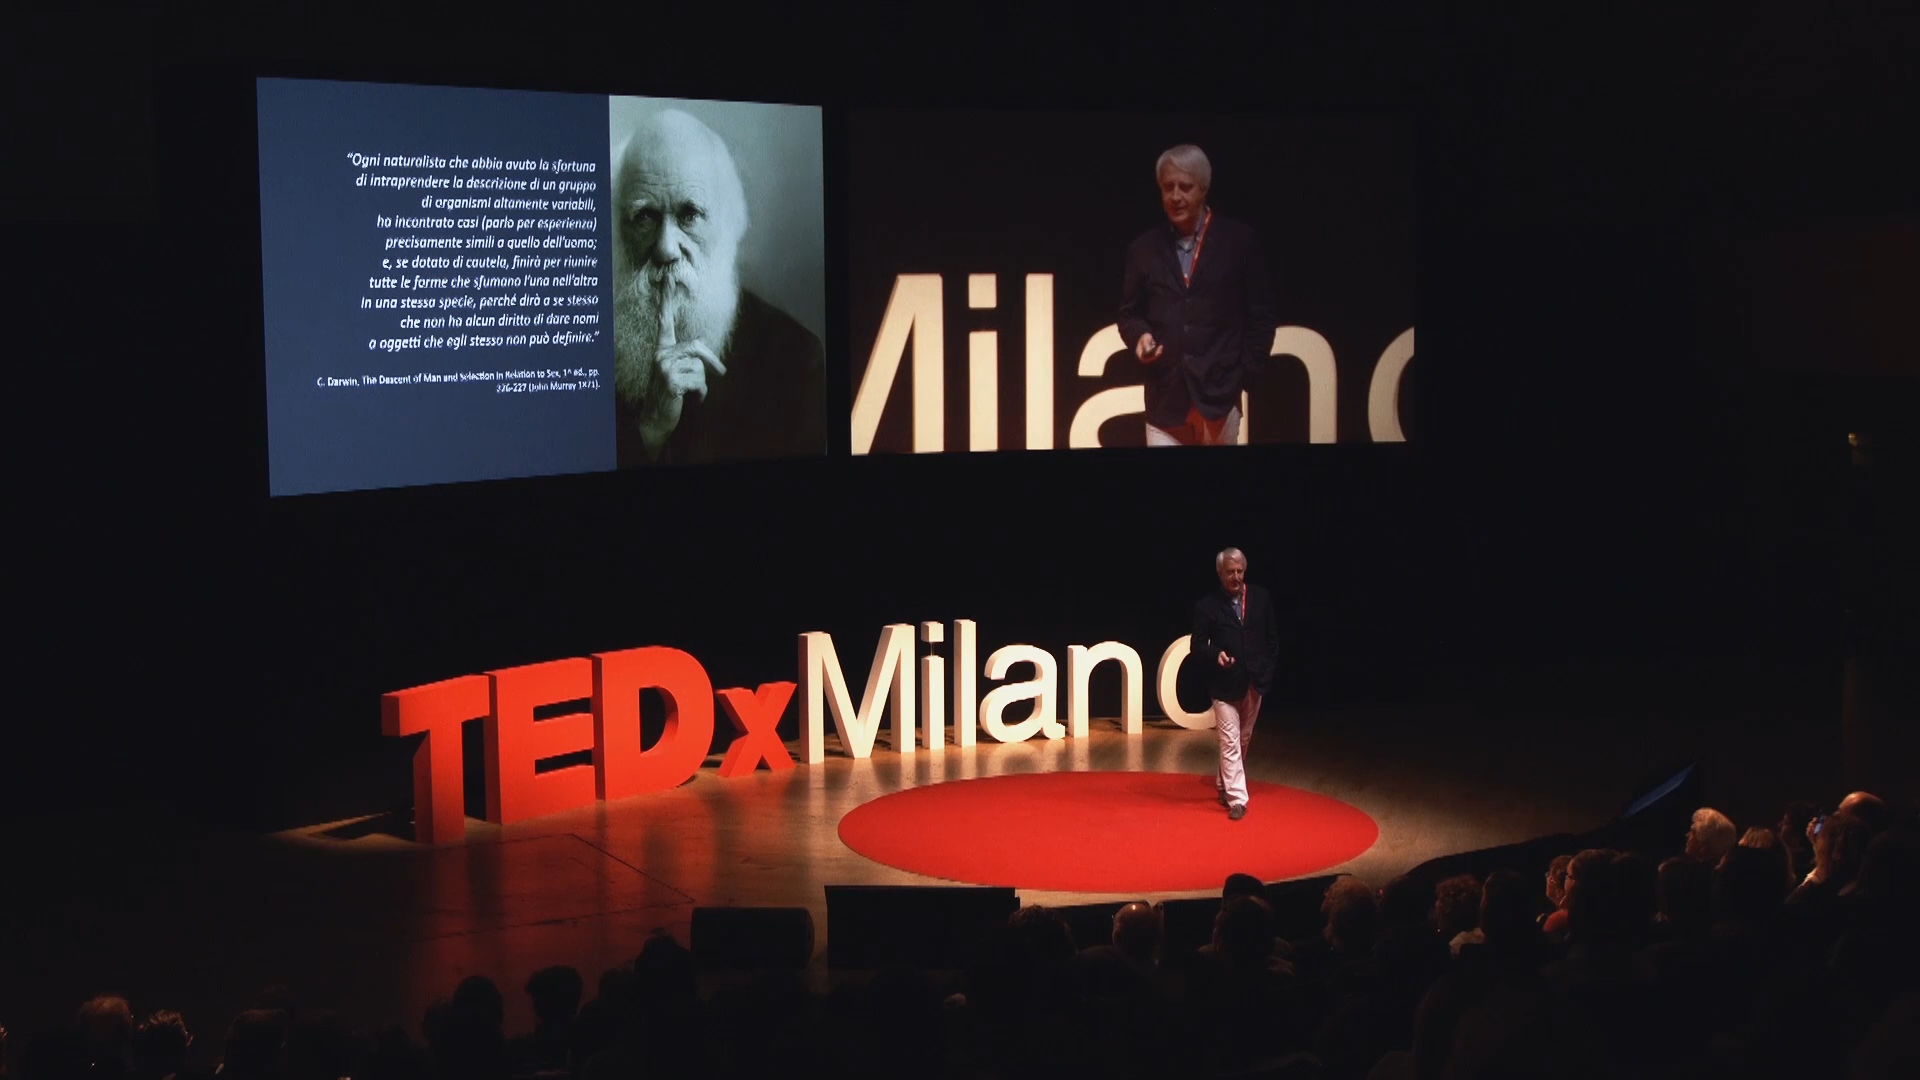 “Ogni naturalista che abbia avuto la sfortuna
di intraprendere la descrizione di un gruppo
di organismi altamente variabili,
ha incontrato casi (parlo per esperienza)
precisamente simili a quello dell'uomo;
e, se dotato di cautela, finirà per riunire
tutte le forme che sfumano l'una nell'altra
in una stessa specie, perché dirà a se stesso
che non ha alcun diritto di dare nomi
a oggetti che egli stesso non può definire.”
C. Darwin, The Descent of Man and Selection in Relation to Sex, 1^ ed., pp.
226-227 (John Murray 1871).
Milano
TEDxMilano